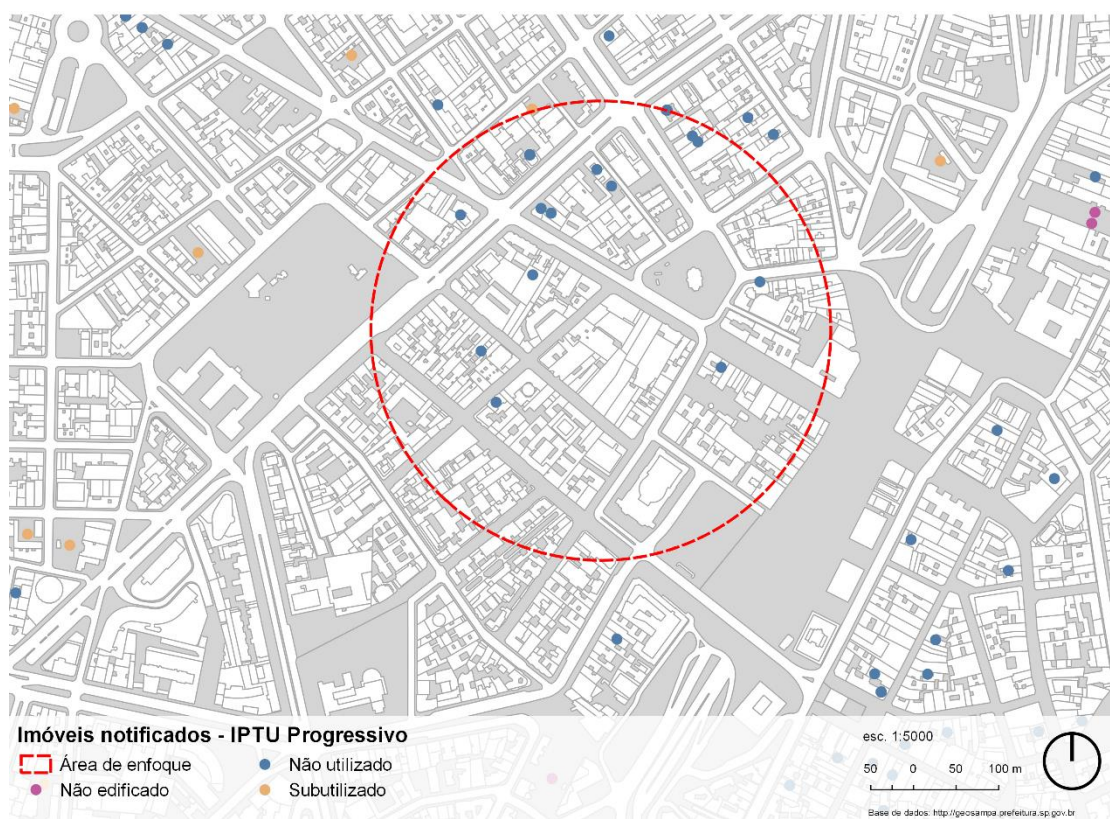 Imóveis notificados - IPTU Progressivo
Área de enfoque
Não utilizado
Não edificado
Subutilizado
esc. 1:5000
50 0 50 100 m
Base de dados: http://geosampa.prefeitura.sp.gov.br